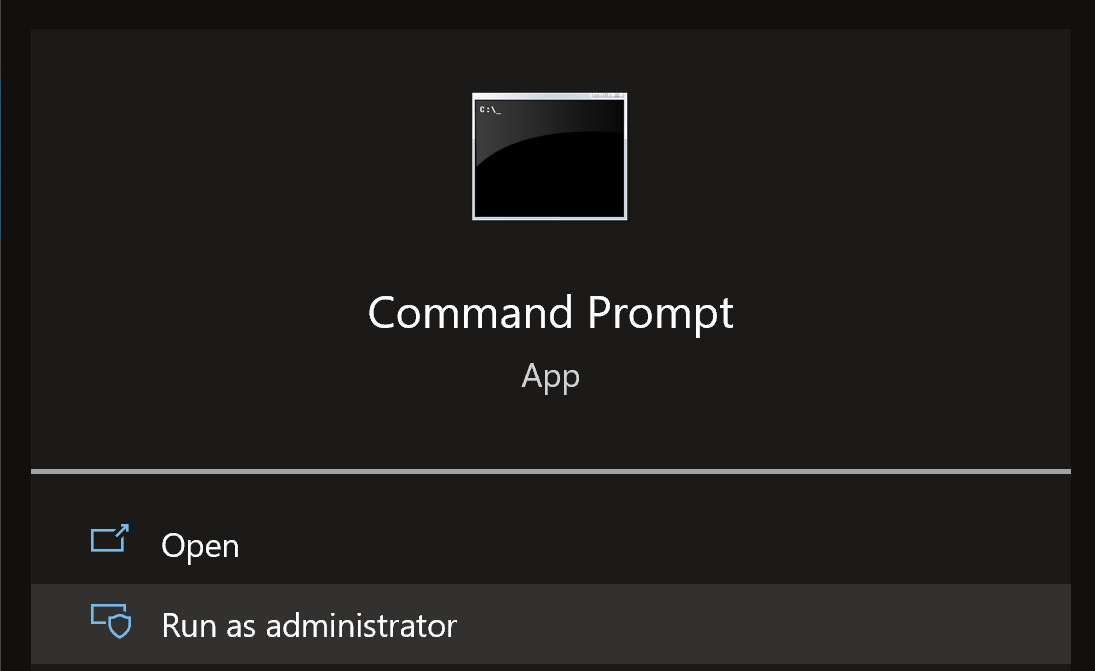 C:\_
Command Prompt
App
Open
Run as administrator